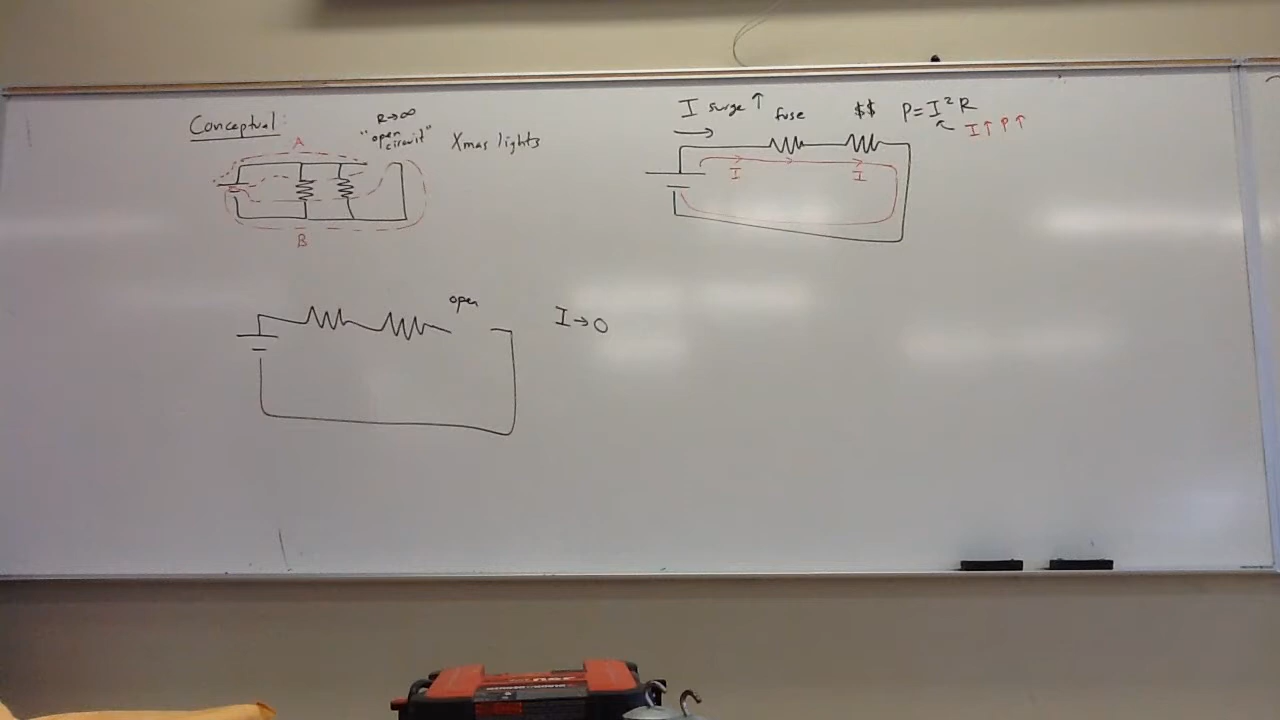 Conceptual:
R→∞
"open circuit"
Xmas lights
A
B
I surge ↑
fuse
$$
P=I²R
I↑ P↑
I
I
open
I→0